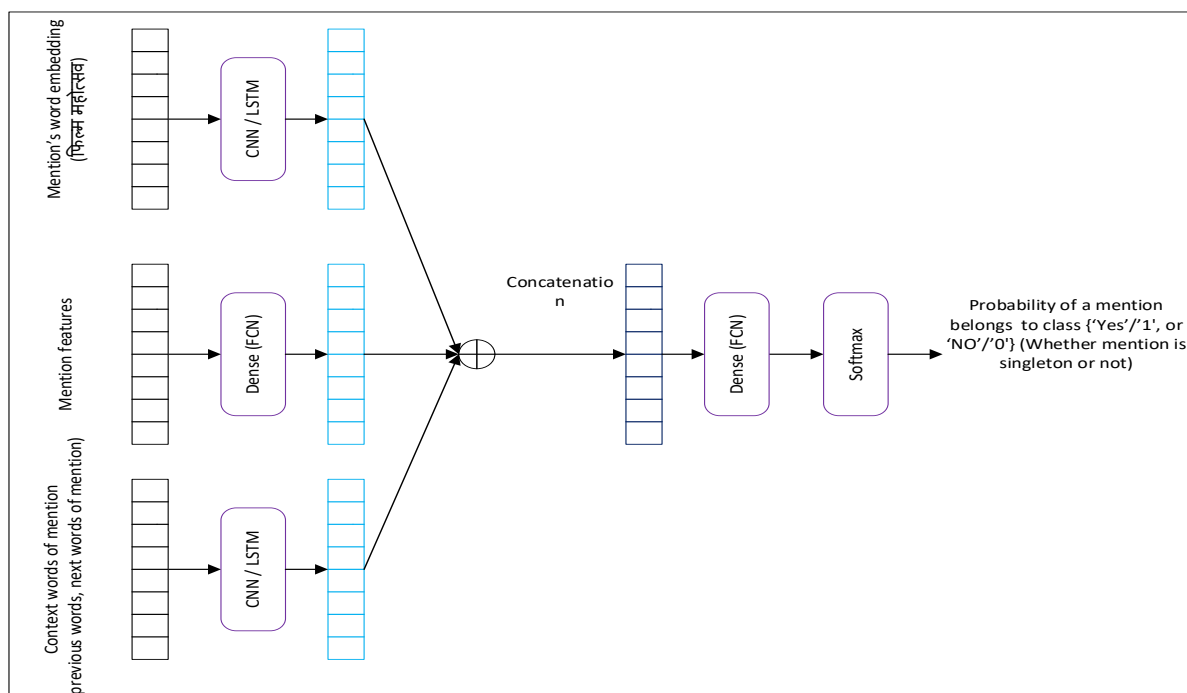 Mention's word embedding
(फिल्म महोत्सव)
CNN / LSTM
Mention features
Dense (FCN)
Context words of mention
previous words, next words of mention)
CNN / LSTM
Concatenatio
n
Dense (FCN)
Softmax
Probability of a mention
belongs to class {'Yes'/'1', or
'NO'/'0'} (Whether mention is
singleton or not)